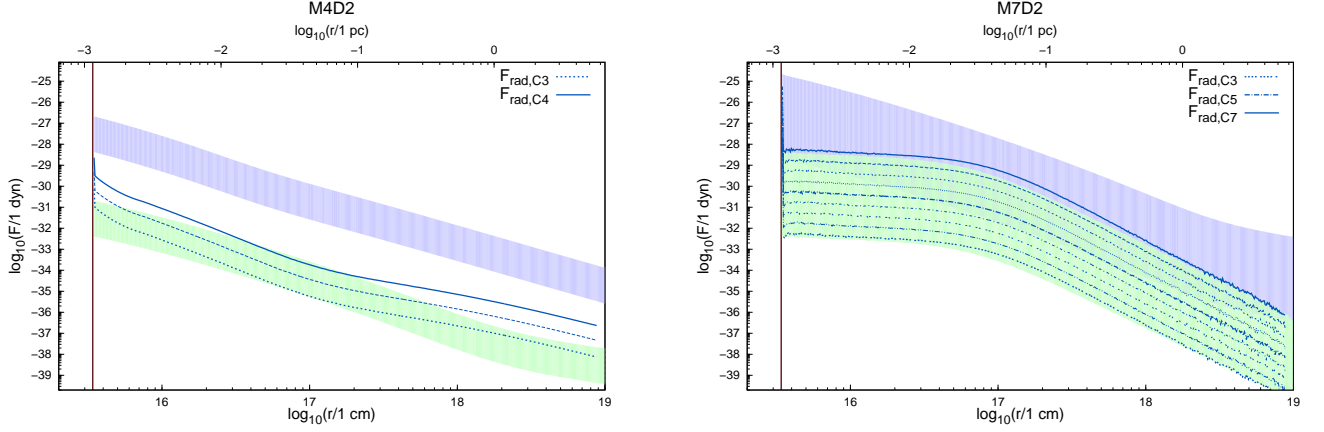 M4D2
log10(r/1 pc)
−3 −2 −1 0
F_rad,C3
F_rad,C4
−25
−26
−27
−28
−29
−30
−31
−32
−33
−34
−35
−36
−37
−38
−39
log10(F/1 dyn)
16 17 18 19
log10(r/1 cm)
M7D2
log10(r/1 pc)
−3 −2 −1 0
F_rad,C3
F_rad,C5
F_rad,C7
−25
−26
−27
−28
−29
−30
−31
−32
−33
−34
−35
−36
−37
−38
−39
log10(F/1 dyn)
16 17 18 19
log10(r/1 cm)